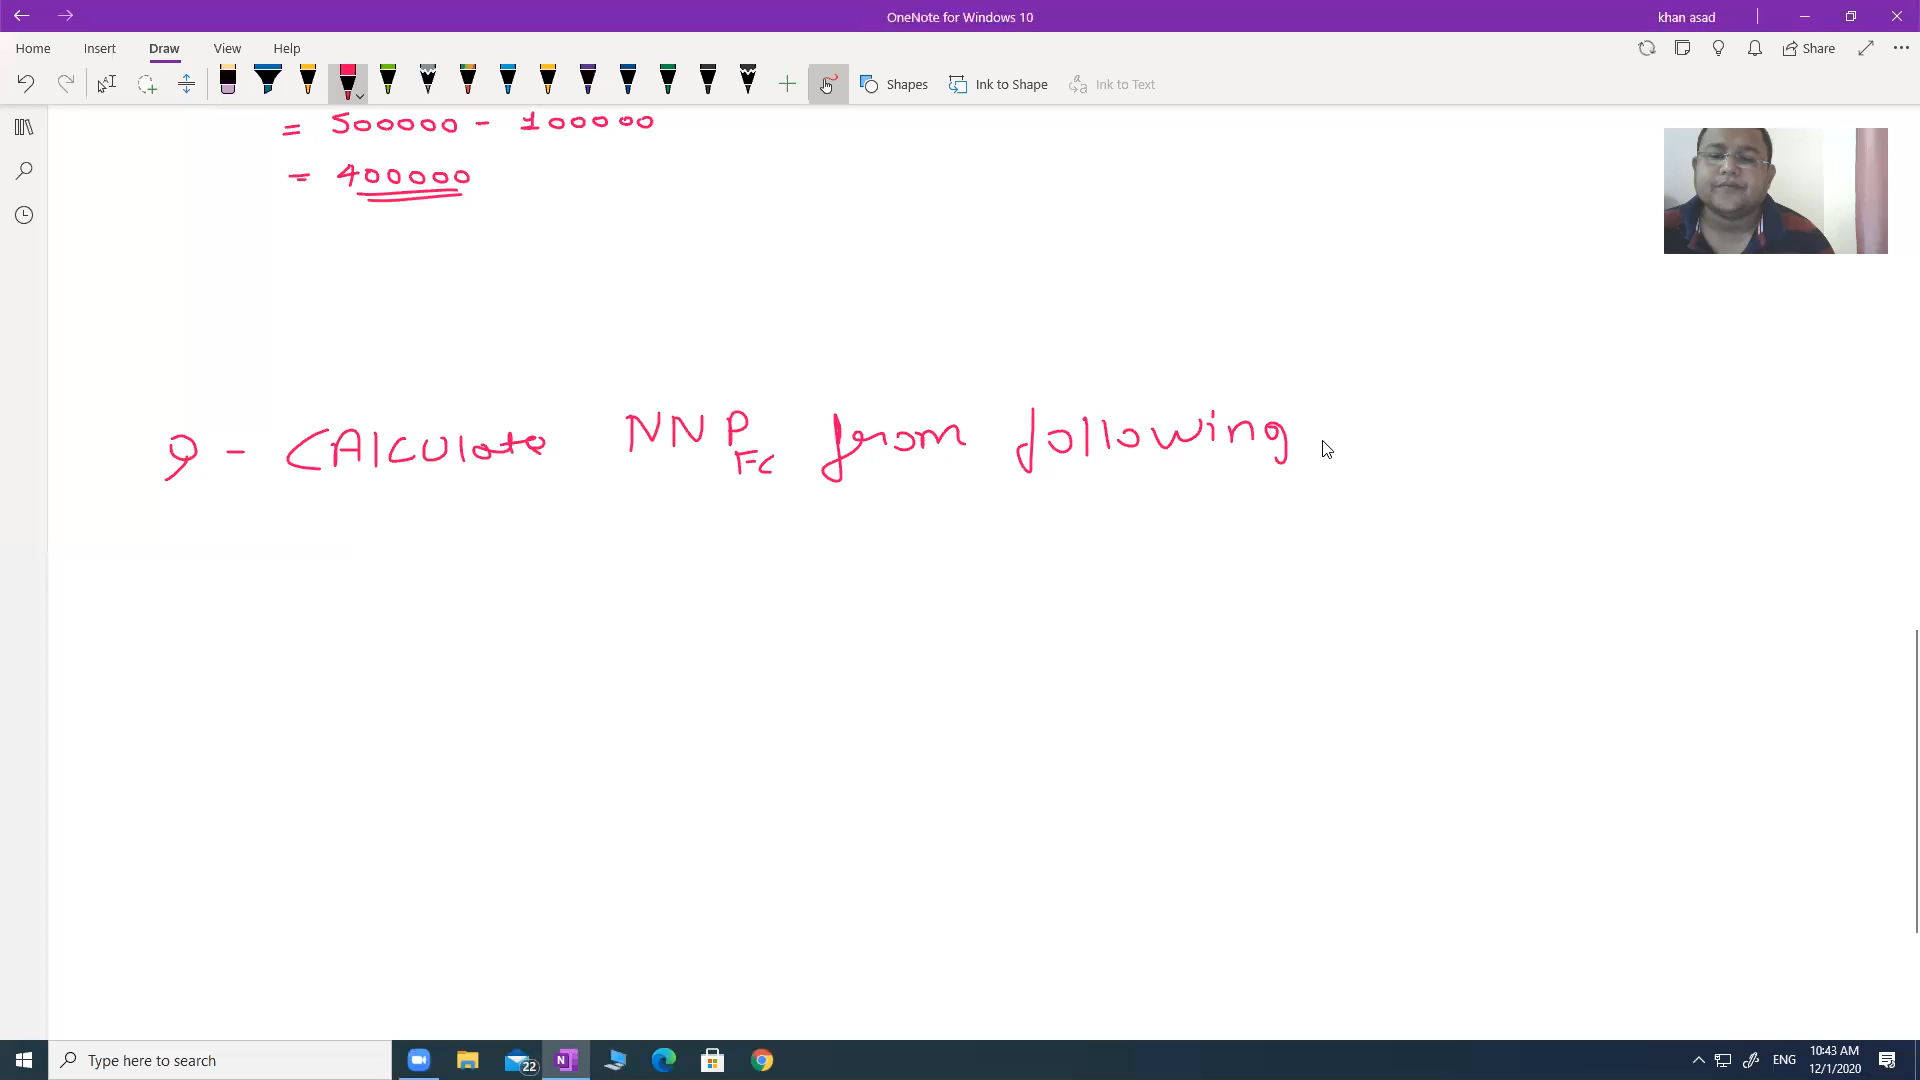 OneNote for Windows 10
khan asad
Home Insert Draw View Help
Share
Shapes
Ink to Shape
Ink to Text
= 500000 - 100000
= 400000
Q - CAlCUlate NNP FC from following
Type here to search
22
ENG
10:43 AM
12/1/2020